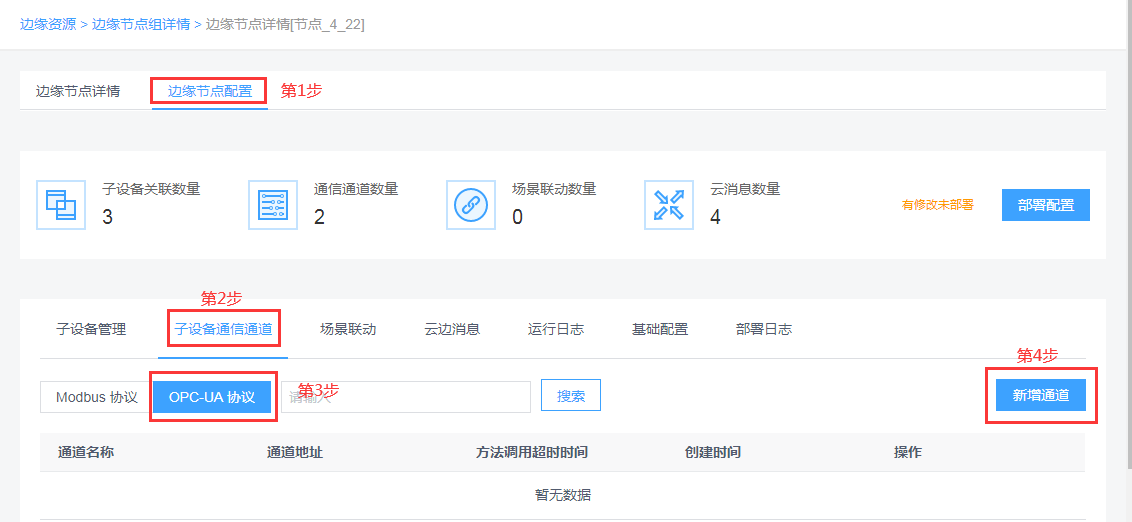 边缘资源 > 边缘节点组详情 > 边缘节点详情[节点_4_22]
边缘节点详情 边缘节点配置 第1步
子设备关联数量 通信通道数量 场景联动数量 云消息数量
3 2 0 4 有修改未部署 部署配置
第2步
子设备管理 子设备通信通道 场景联动 云边消息 运行日志 基础配置 部署日志
第4步
Modbus 协议 OPC-UA 协议 第3步 请输入 搜索 新增通道
通道名称 通道地址 方法调用超时时间 创建时间 操作
暂无数据